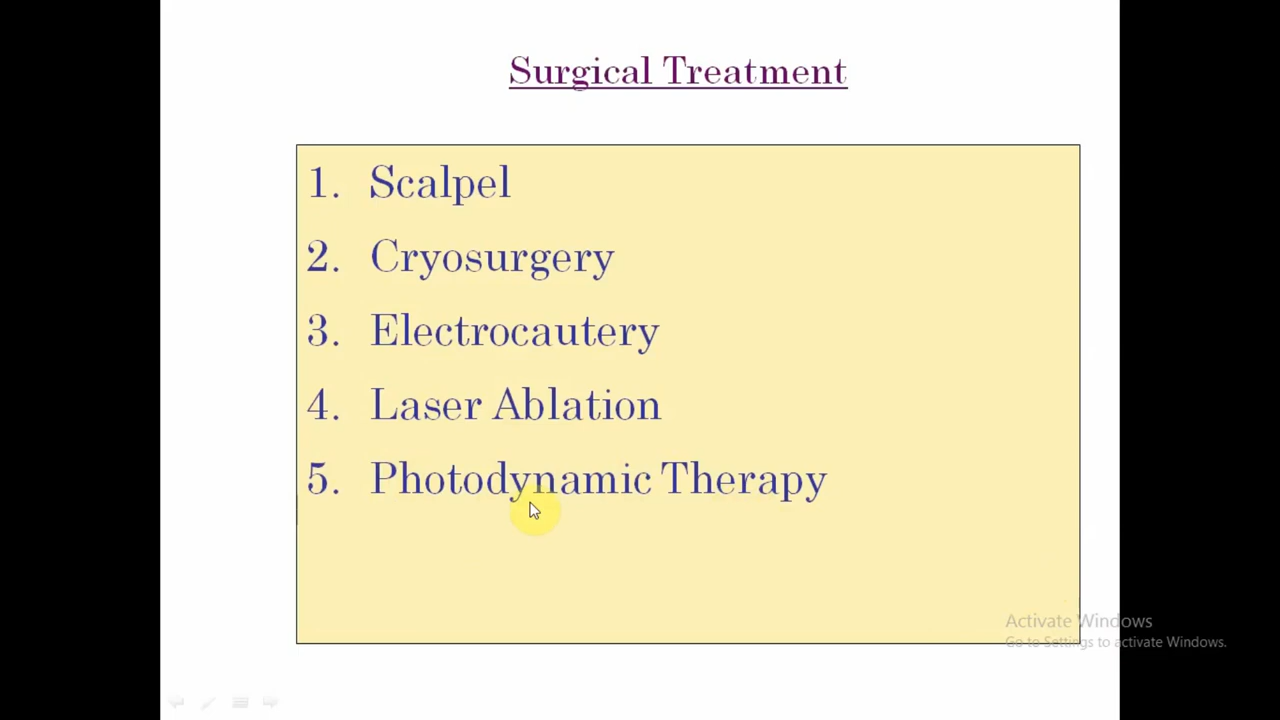 Surgical Treatment
1. Scalpel
2. Cryosurgery
3. Electrocautery
4. Laser Ablation
5. Photodynamic Therapy
Activate Windows
Go to Settings to activate Windows.